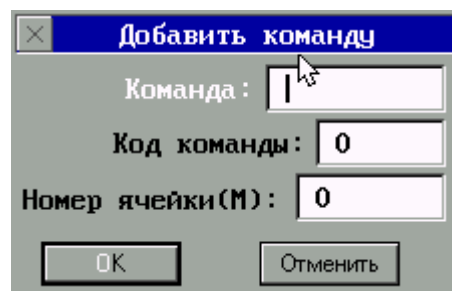 Добавить команду
Команда:
Код команды: 0
Номер ячейки(М): 0
OK Отменить